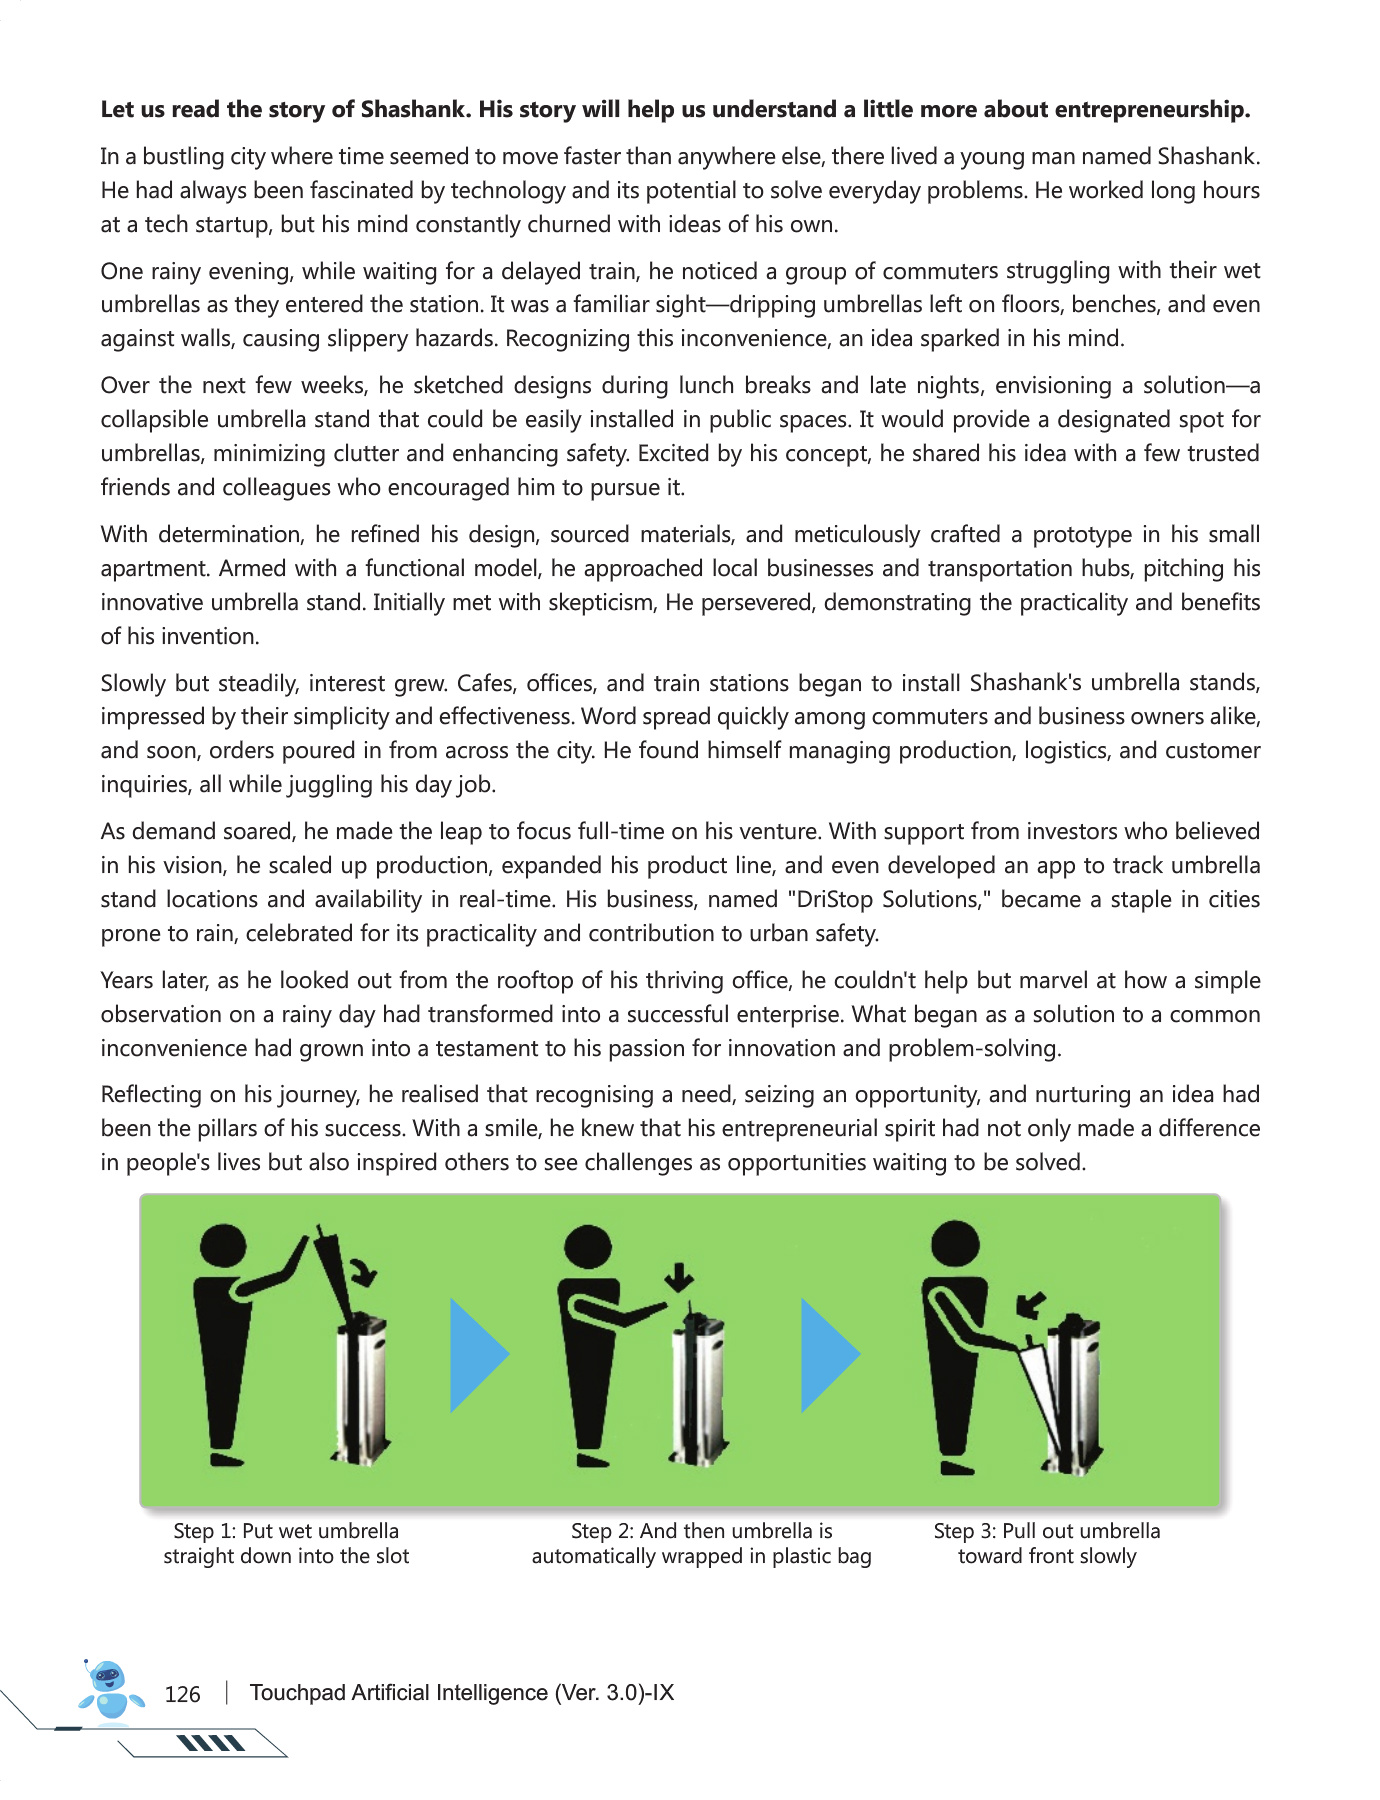 Let us read the story of Shashank. His story will help us understand a little more about entrepreneurship.
In a bustling city where time seemed to move faster than anywhere else, there lived a young man named Shashank.
He had always been fascinated by technology and its potential to solve everyday problems. He worked long hours
at a tech startup, but his mind constantly churned with ideas of his own.
One rainy evening, while waiting for a delayed train, he noticed a group of commuters struggling with their wet
umbrellas as they entered the station. It was a familiar sight—dripping umbrellas left on floors, benches, and even
against walls, causing slippery hazards. Recognizing this inconvenience, an idea sparked in his mind.
Over the next few weeks, he sketched designs during lunch breaks and late nights, envisioning a solution—a
collapsible umbrella stand that could be easily installed in public spaces. It would provide a designated spot for
umbrellas, minimizing clutter and enhancing safety. Excited by his concept, he shared his idea with a few trusted
friends and colleagues who encouraged him to pursue it.
With determination, he refined his design, sourced materials, and meticulously crafted a prototype in his small
apartment. Armed with a functional model, he approached local businesses and transportation hubs, pitching his
innovative umbrella stand. Initially met with skepticism, He persevered, demonstrating the practicality and benefits
of his invention.
Slowly but steadily, interest grew. Cafes, offices, and train stations began to install Shashank's umbrella stands,
impressed by their simplicity and effectiveness. Word spread quickly among commuters and business owners alike,
and soon, orders poured in from across the city. He found himself managing production, logistics, and customer
inquiries, all while juggling his day job.
As demand soared, he made the leap to focus full-time on his venture. With support from investors who believed
in his vision, he scaled up production, expanded his product line, and even developed an app to track umbrella
stand locations and availability in real-time. His business, named "DriStop Solutions," became a staple in cities
prone to rain, celebrated for its practicality and contribution to urban safety.
Years later, as he looked out from the rooftop of his thriving office, he couldn't help but marvel at how a simple
observation on a rainy day had transformed into a successful enterprise. What began as a solution to a common
inconvenience had grown into a testament to his passion for innovation and problem-solving.
Reflecting on his journey, he realised that recognising a need, seizing an opportunity, and nurturing an idea had
been the pillars of his success. With a smile, he knew that his entrepreneurial spirit had not only made a difference
in people's lives but also inspired others to see challenges as opportunities waiting to be solved.
Step 1: Put wet umbrella
straight down into the slot
Step 2: And then umbrella is
automatically wrapped in plastic bag
Step 3: Pull out umbrella
toward front slowly
126 | Touchpad Artificial Intelligence (Ver. 3.0)-IX